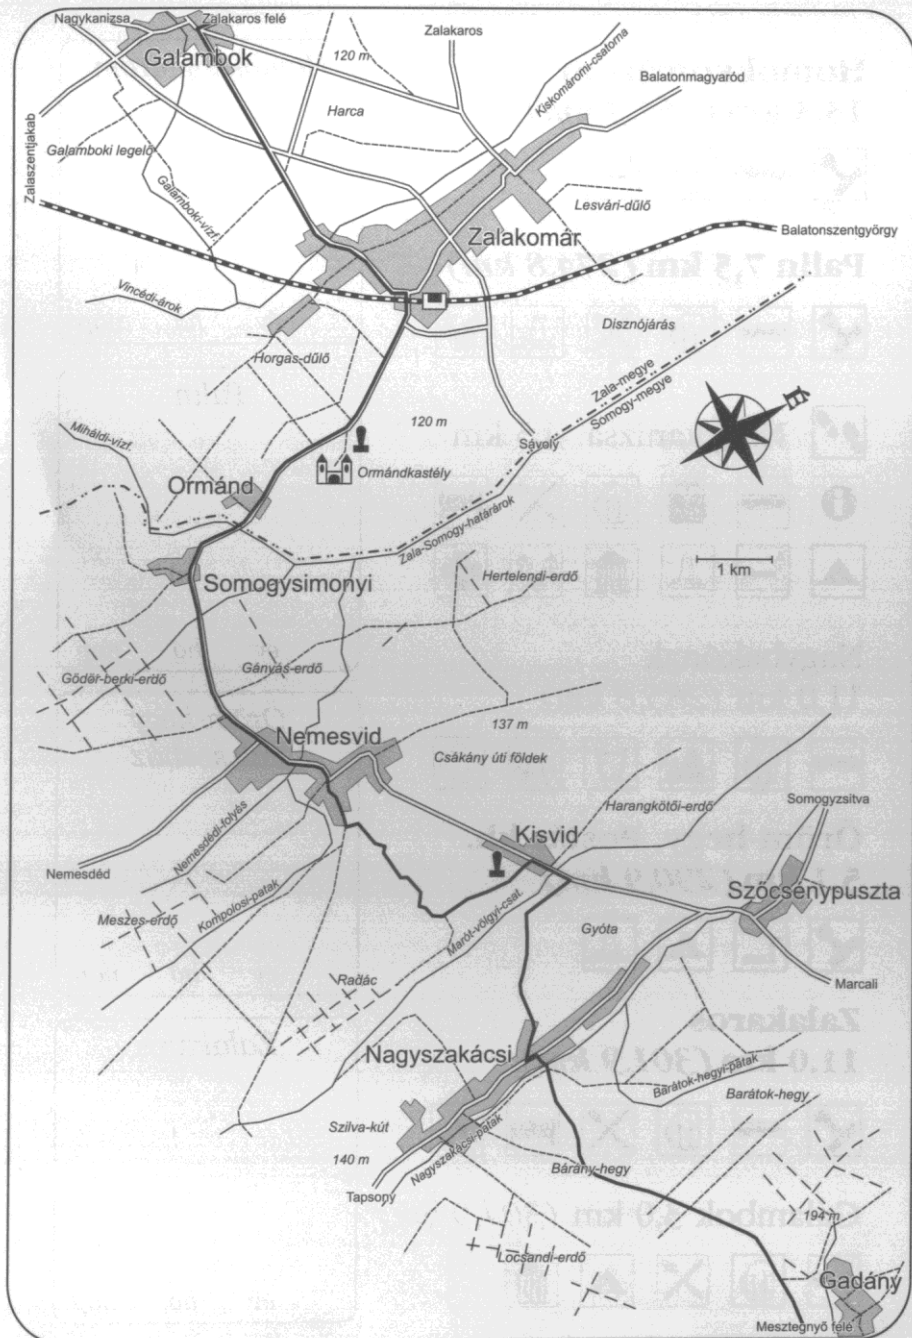 Nagykanizsa
Zalakaros felé
Galambok
120 m
Zalakaros
Kiskomáromi-csatorna
Balatonmagyaród
Harca
Galamboki legelő
Zalaszentjakab
Galamboki-vízf.
Lesvári-dűlő
Zalakomár
Balatonszentgyörgy
Vincédi-árok
Disznójárás
Horgas-dűlő
Zala-megye
Somogy-megye
É
120 m
Miháldi-vízf.
Sávoly
Ormándkastély
Ormánd
Zala-Somogy-határárok
1 km
Somogysimonyi
Hertelendi-erdő
Gányás-erdő
Gödör-berki-erdő
137 m
Nemesvid
Csákány úti földek
Somogyzsitva
Harangkötői-erdő
Nemesdédi-folyás
Kisvid
Nemesdéd
Szőcsénypuszta
Kompolosi-patak
Meszes-erdő
Marót-völgyi-csat.
Gyóta
Radác
Marcali
Nagyszakácsi
Barátok-hegyi-patak
Barátok-hegy
Szilva-kút
Nagyszakácsi-patak
140 m
Bárány-hegy
Tapsony
194 m
Locsandi-erdő
Gadány
Mesztegnyő felé